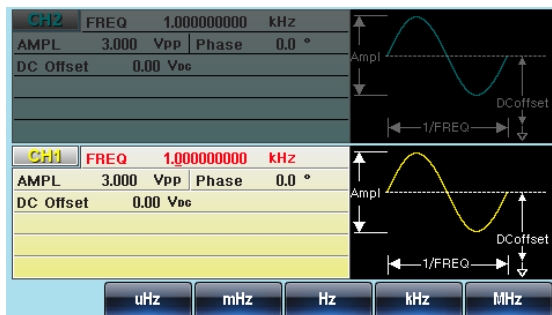 CH2 FREQ 1.000000000 kHz
AMPL 3.000 Vpp Phase 0.0 °
DC Offset 0.00 VDC
Ampl
DCoffset
1/FREQ
CH1 FREQ 1.000000000 kHz
AMPL 3.000 Vpp Phase 0.0 °
DC Offset 0.00 VDC
Ampl
DCoffset
1/FREQ
uHz mHz Hz kHz MHz